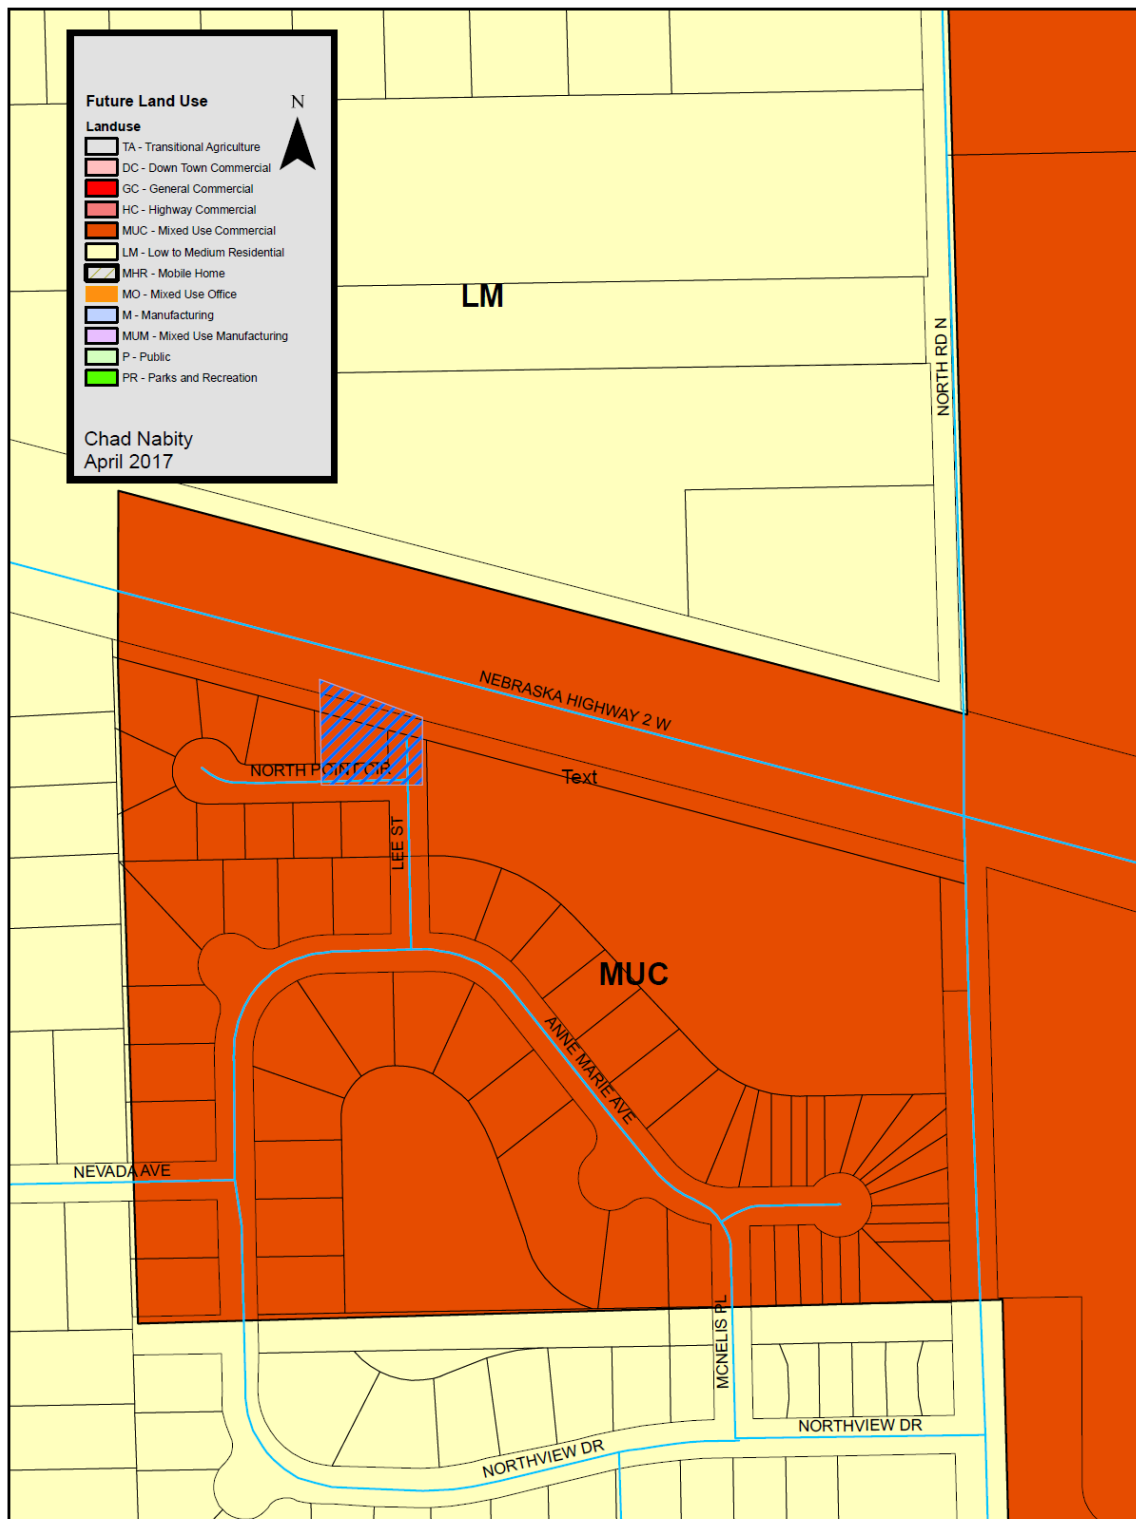 Future Land Use
N
Landuse
TA - Transitional Agriculture
DC - Down Town Commercial
GC - General Commercial
HC - Highway Commercial
MUC - Mixed Use Commercial
LM - Low to Medium Residential
MHR - Mobile Home
MO - Mixed Use Office
M - Manufacturing
MUM - Mixed Use Manufacturing
P - Public
PR - Parks and Recreation
Chad Nabity
April 2017
LM
NORTH RD N
NEBRASKA HIGHWAY 2 W
NORTH POINT CIR
Text
LEE ST
MUC
ANNE MARIE AVE
NEVADA AVE
MCNELIS PL
NORTHVIEW DR
NORTHVIEW DR